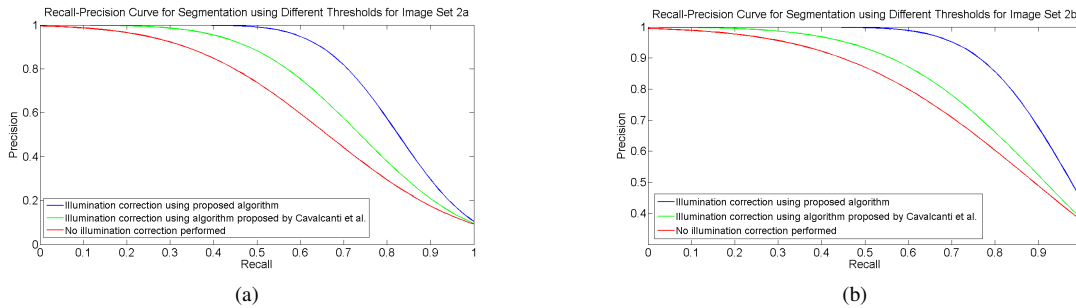 Recall-Precision Curve for Segmentation using Different Thresholds for Image Set 2a
1
0.8
0.6
0.4
0.2
0
Precision
Illumination correction using proposed algorithm
Illumination correction using algorithm proposed by Cavalcanti et al.
No illumination correction performed
0 0.1 0.2 0.3 0.4 0.5 0.6 0.7 0.8 0.9 1
Recall
(a)
Recall-Precision Curve for Segmentation using Different Thresholds for Image Set 2b
1
0.9
0.8
0.7
0.6
0.5
0.4
Precision
Illumination correction using proposed algorithm
Illumination correction using algorithm proposed by Cavalcanti et al.
No illumination correction performed
0 0.1 0.2 0.3 0.4 0.5 0.6 0.7 0.8 0.9
Recall
(b)